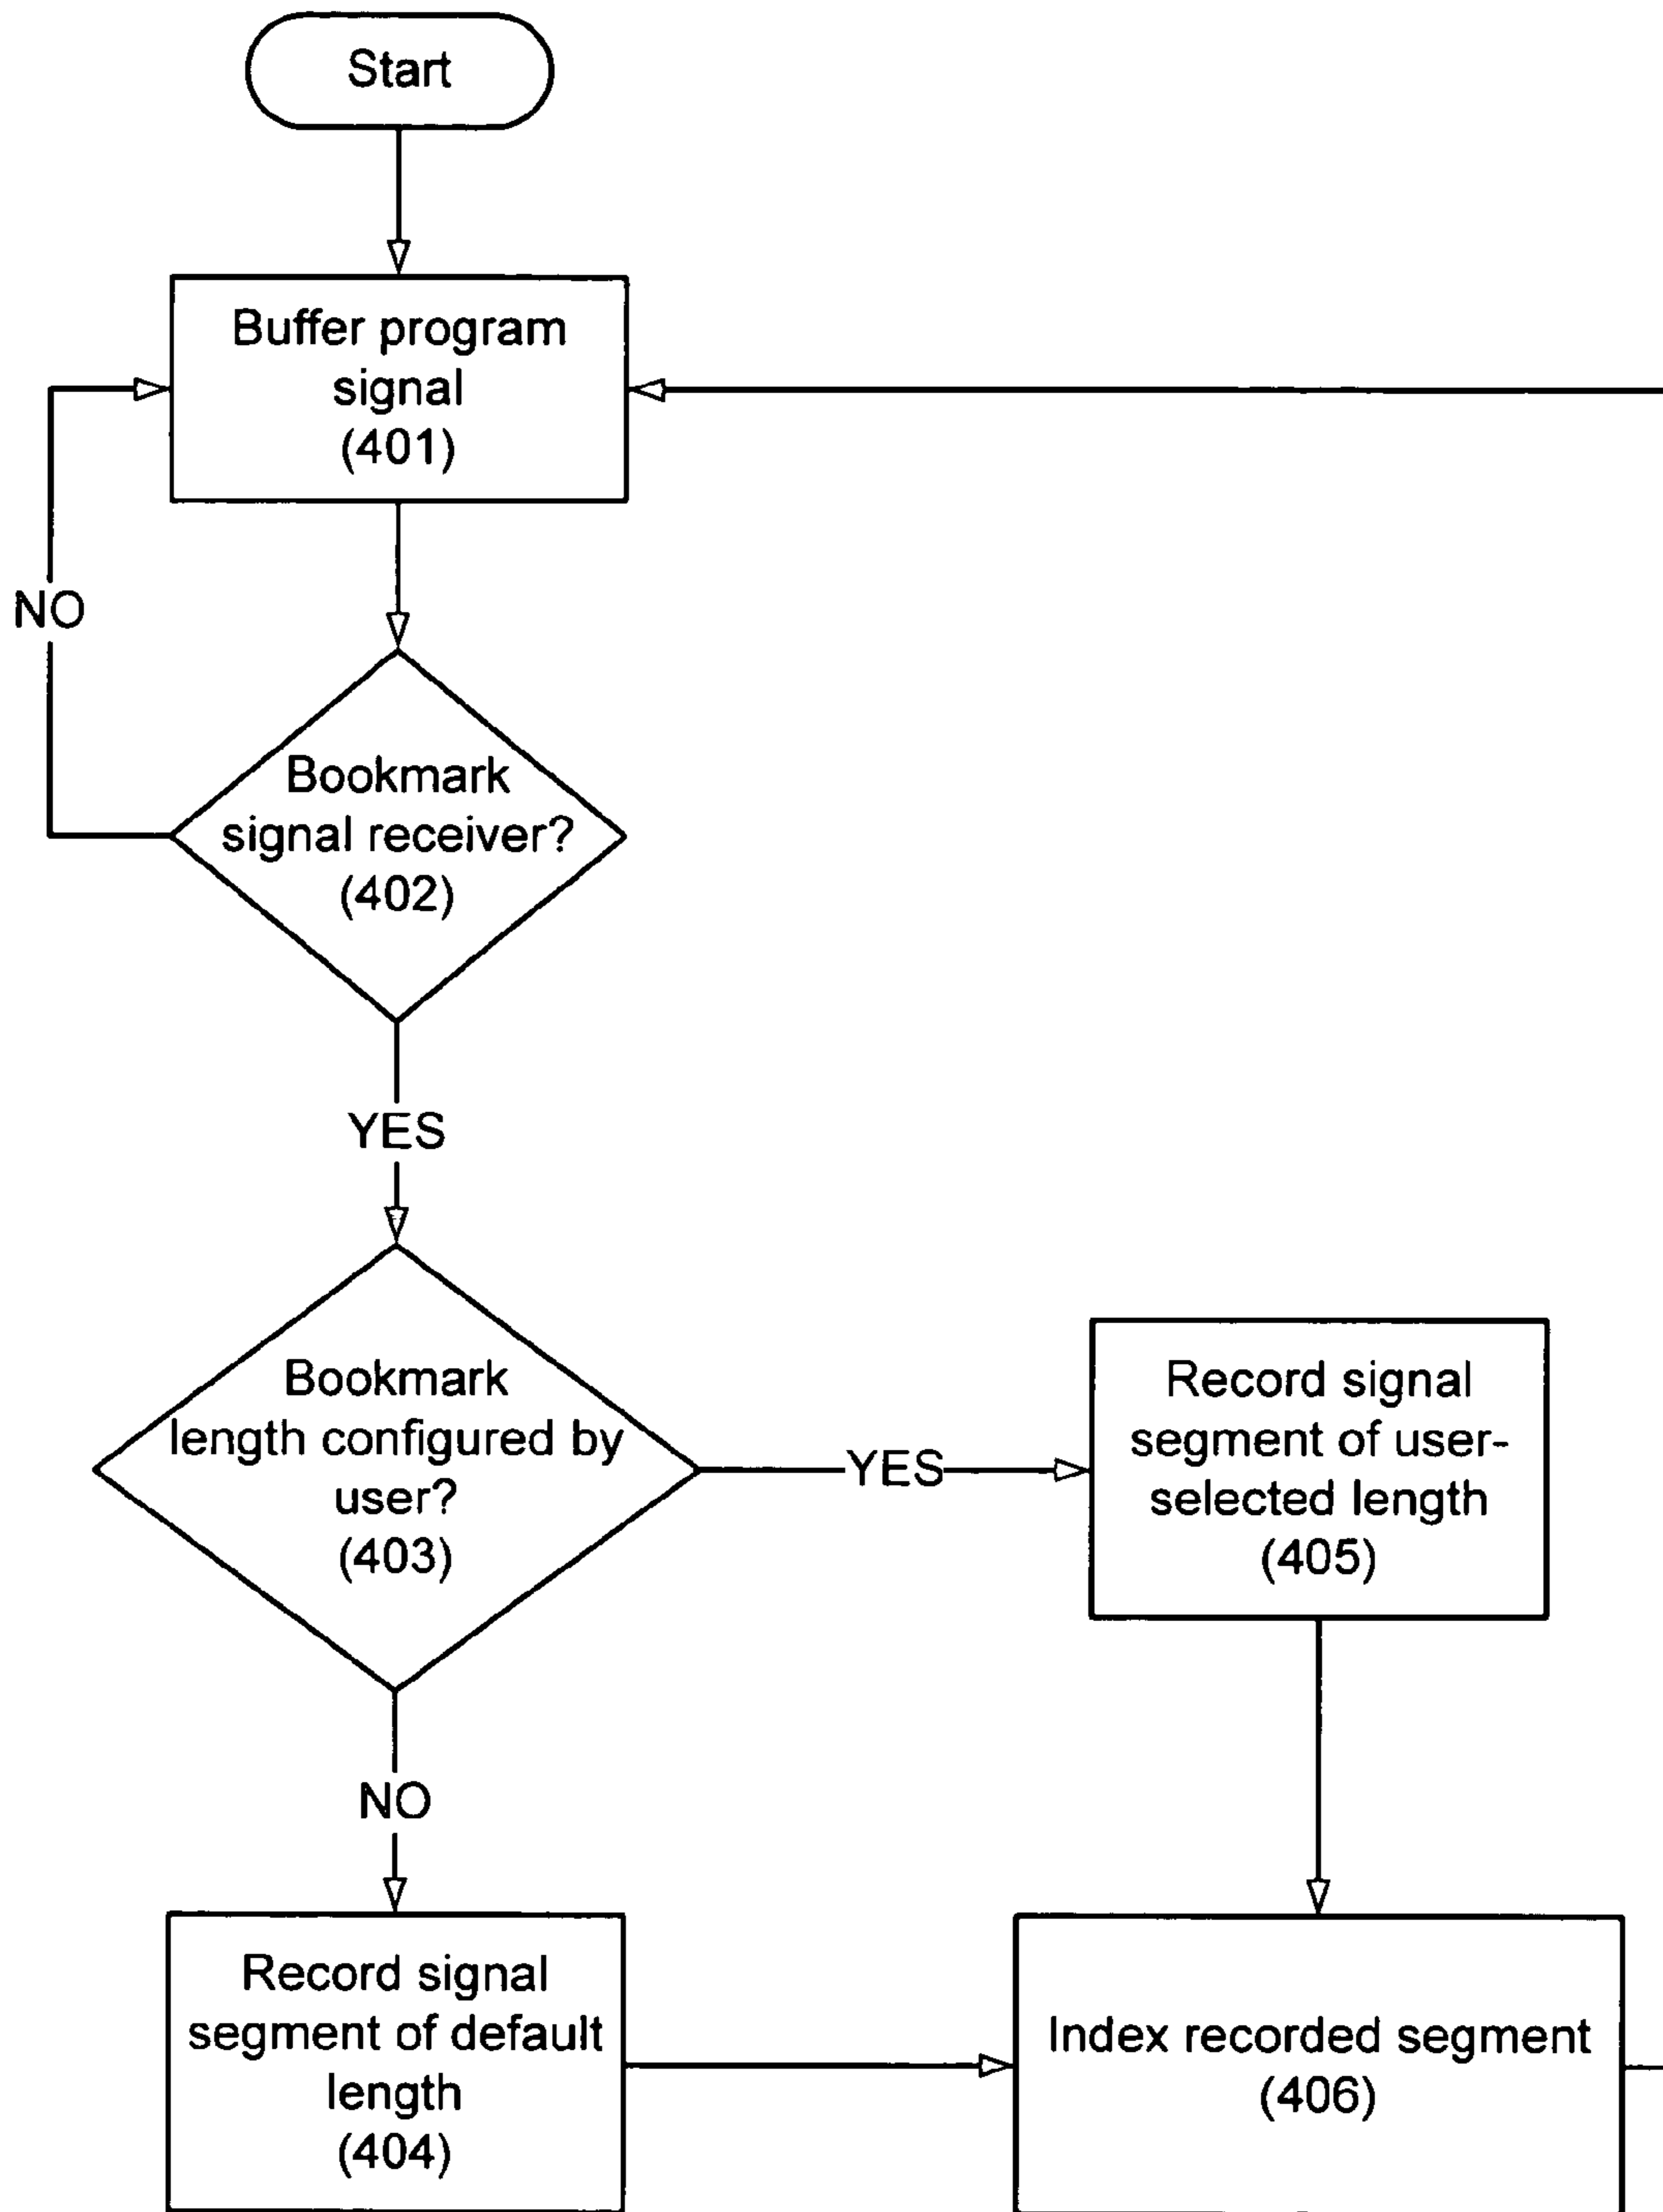 Start
Buffer program
signal
(401)
NO
Bookmark
signal receiver?
(402)
YES
Bookmark
length configured by
user?
(403)
YES
Record signal
segment of user-
selected length
(405)
NO
Record signal
segment of default
length
(404)
Index recorded segment
(406)